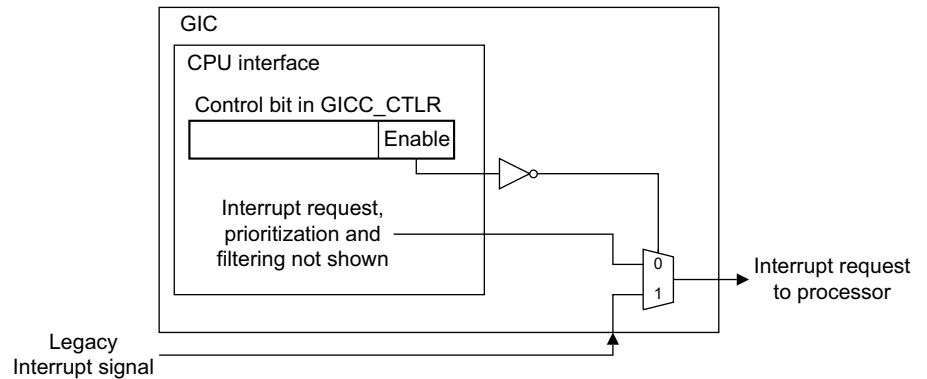 GIC
CPU interface
Control bit in GICC_CTLR
Enable
Interrupt request,
prioritization and
filtering not shown
0
1
Interrupt request
to processor
Legacy
Interrupt signal